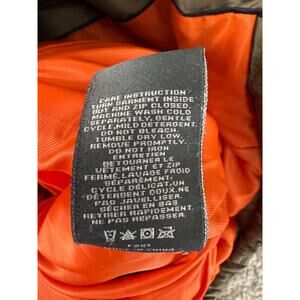 CARE INSTRUCTION
TURN GARMENT INSIDE
OUT AND ZIP CLOSED.
MACHINE WASH COLD
SEPARATELY, GENTLE
CYCLE,MILD DETERGENT.
DO NOT BLEACH.
TUMBLE DRY LOW.
REMOVE PROMPTLY.
DO NOT IRON
ENTRETIEN
RETOURNER LE
VÊTEMENT ET ZIP
FERMÉ,LAVAGE FROID
SÉPARÉMENT,
CYCLE DÉLICAT,UN
DÉTERGENT DOUX.NE
PAS JAVELLISER.
SÉCHER EN BAS
RETIRER RAPIDEMENT.
NE PAS REPASSER.